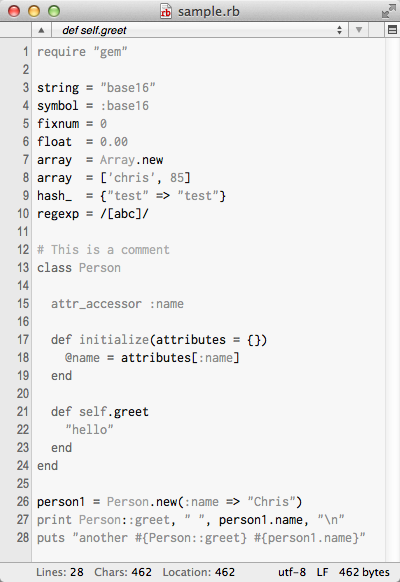 sample.rb
def self.greet
1 require "gem"
2
3 string = "base16"
4 symbol = :base16
5 fixnum = 0
6 float  = 0.00
7 array  = Array.new
8 array  = ['chris', 85]
9 hash_  = {"test" => "test"}
10 regexp = /[abc]/
11
12 # This is a comment
13 class Person
14
15   attr_accessor :name
16
17   def initialize(attributes = {})
18     @name = attributes[:name]
19   end
20
21   def self.greet
22     "hello"
23   end
24 end
25
26 person1 = Person.new(:name => "Chris")
27 print Person::greet, " ", person1.name, "\n"
28 puts "another #{Person::greet} #{person1.name}"
Lines: 28  Chars: 462  Location: 462  utf-8  LF  462 bytes